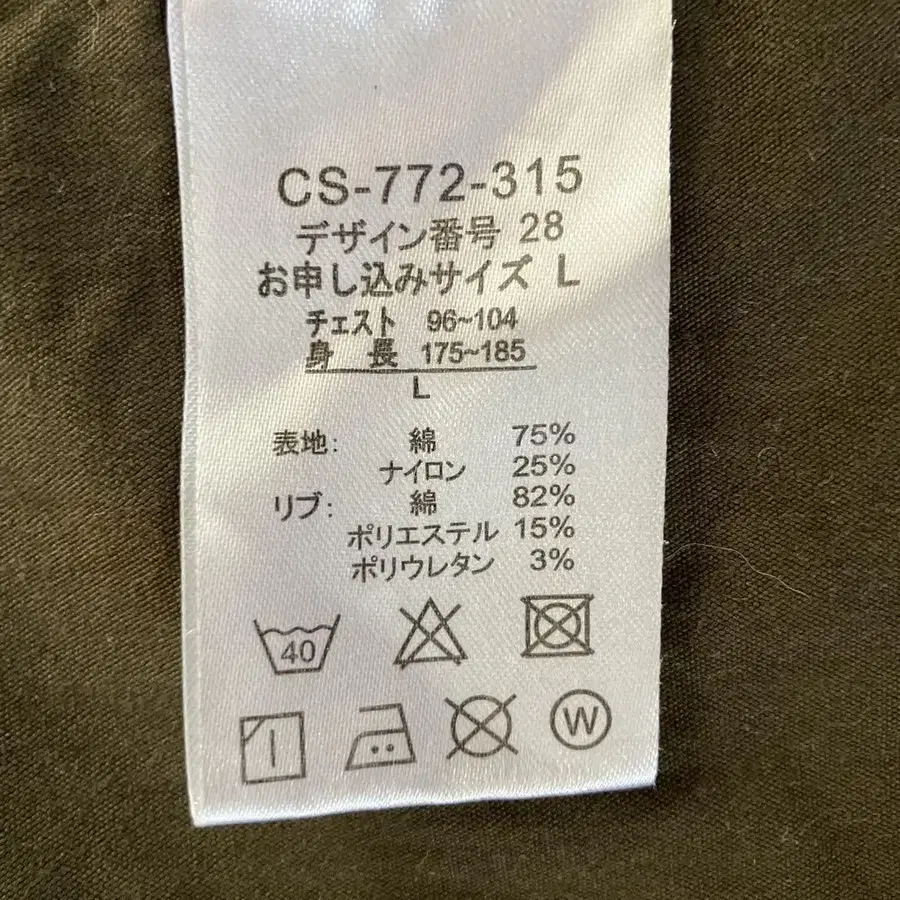 CS-772-315
デザイン番号 28
お申し込みサイズ L
チェスト 96~104
身 長 175~185
L
表地: 綿 75%
ナイロン 25%
リブ: 綿 82%
ポリエステル 15%
ポリウレタン 3%
40
W